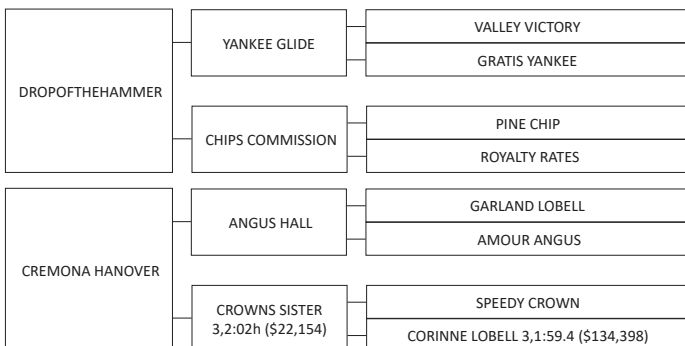 YANKEE GLIDE
VALLEY VICTORY
GRATIS YANKEE
DROPOFTHEHAMMER
CHIPS COMMISSION
PINE CHIP
ROYALTY RATES
ANGUS HALL
GARLAND LOBELL
AMOUR ANGUS
CREMONA HANOVER
CROWNS SISTER
3,2:02h ($22,154)
SPEEDY CROWN
CORINNE LOBELL 3,1:59.4 ($134,398)